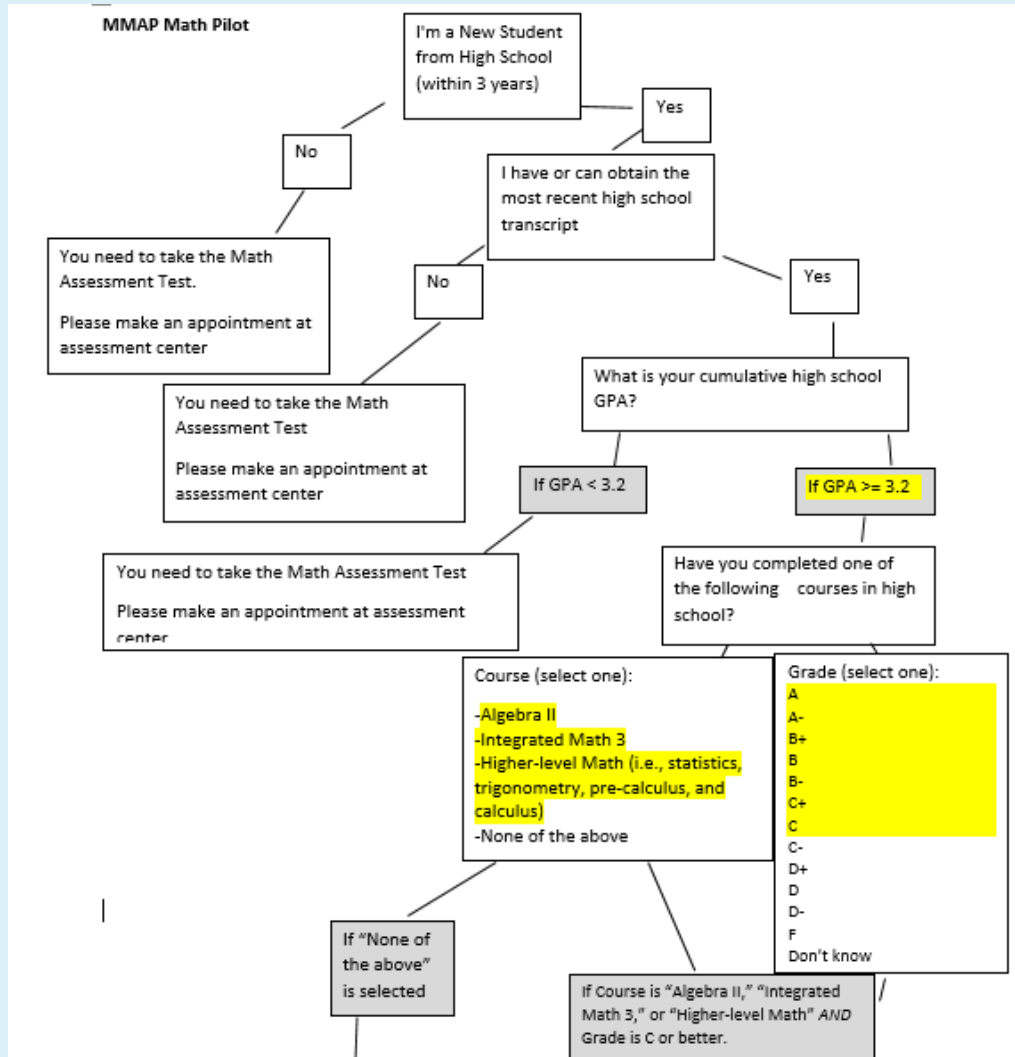 MMAP Math Pilot
I'm a New Student
from High School
(within 3 years)
Yes
No
I have or can obtain the
most recent high school
transcript
You need to take the Math
Assessment Test.
Please make an appointment at
assessment center
No
Yes
What is your cumulative high school
GPA?
You need to take the Math
Assessment Test
Please make an appointment at
assessment center
If GPA < 3.2
If GPA >= 3.2
You need to take the Math Assessment Test
Please make an appointment at assessment
center
Have you completed one of
the following courses in high
school?
Course (select one):
-Algebra II
-Integrated Math 3
-Higher-level Math (i.e., statistics,
trigonometry, pre-calculus, and
calculus)
-None of the above
Grade (select one):
A
A-
B+
B
B-
C+
C
C-
D+
D
D-
F
Don't know
If “None of
the above”
is selected
If Course is “Algebra II,” “Integrated
Math 3,” or “Higher-level Math” AND
Grade is C or better.